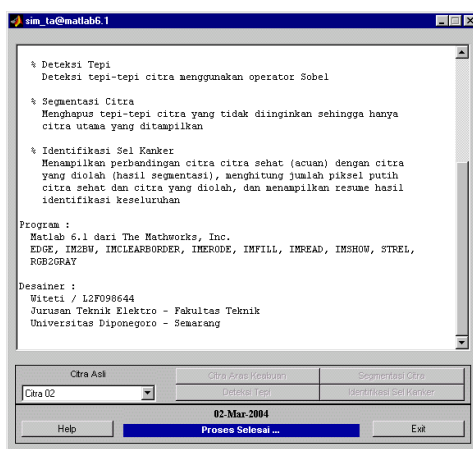 sim_ta@matlab6.1
% Deteksi Tepi
Deteksi tepi-tepi citra menggunakan operator Sobel
% Segmentasi Citra
Menghapus tepi-tepi citra yang tidak diinginkan sehingga hanya
citra utama yang ditampilkan
% Identifikasi Sel Kanker
Menampilkan perbandingan citra citra sehat (acuan) dengan citra
yang diolah (hasil segmentasi), menghitung jumlah piksel putih
citra sehat dan citra yang diolah, dan menampilkan resume hasil
identifikasi keseluruhan
Program :
Matlab 6.1 dari The Mathworks, Inc.
EDGE, IM2BW, IMCLEARBORDER, IMERODE, IMFILL, IMREAD, IMSHOW, STREL,
RGB2GRAY
Desainer :
Witeti / L2F098644
Jurusan Teknik Elektro - Fakultas Teknik
Universitas Diponegoro - Semarang
Citra Asli
Citra Aras Keabuan
Segmentasi Citra
Citra 02
Deteksi Tepi
Identifikasi Sel Kanker
02-Mar-2004
Help
Proses Selesai ...
Exit